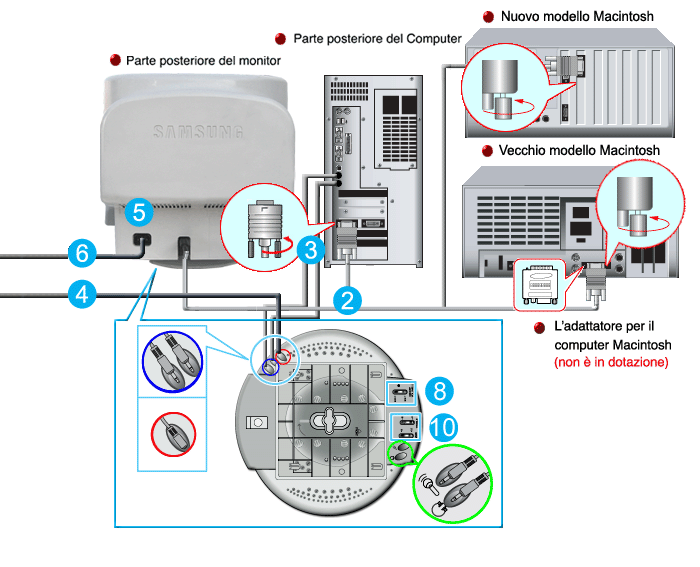 Nuovo modello Macintosh
Parte posteriore del Computer
Parte posteriore del monitor
SAMSUNG
Vecchio modello Macintosh
5
6
3
4
2
L'adattatore per il
computer Macintosh
(non è in dotazione)
8
10